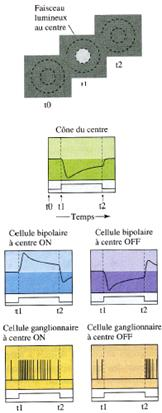 Faisceau
lumineux
au centre
t2
t1
t0
Cône du centre
t0 t1 t2
Temps
Cellule bipolaire
à centre ON
Cellule bipolaire
à centre OFF
t1 t2
t1 t2
Cellule ganglionnaire
à centre ON
Cellule ganglionnaire
à centre OFF
t1 t2
t1 t2